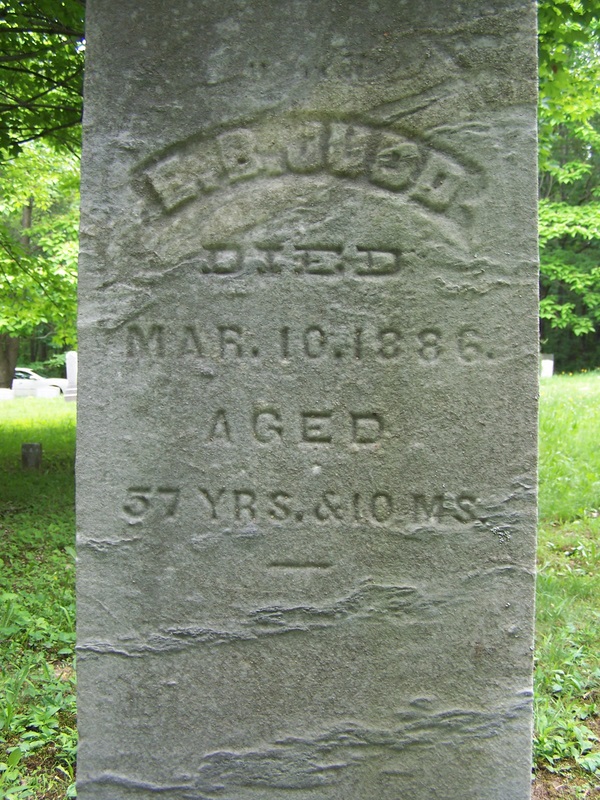 E. B. JUDD.
DIED
MAR. 10. 1886.
AGED
57 YRS. & 10 MS.